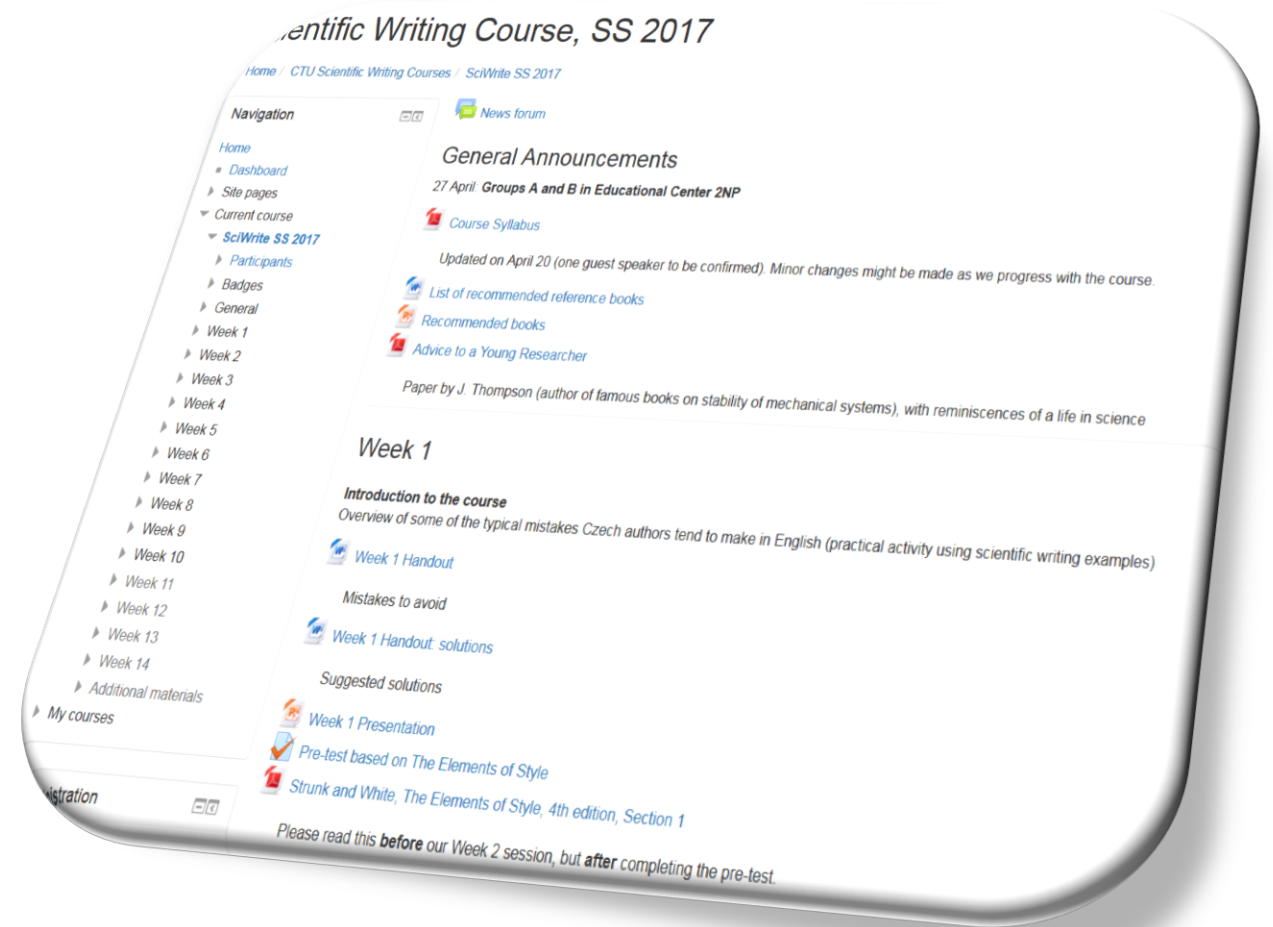 entific Writing Course, SS 2017
Home / CTU Scientific Writing Courses / SciWrite SS 2017
Navigation
Home
Dashboard
Site pages
Current course
SciWrite SS 2017
Participants
Badges
General
Week 1
Week 2
Week 3
Week 4
Week 5
Week 6
Week 7
Week 8
Week 9
Week 10
Week 11
Week 12
Week 13
Week 14
Additional materials
My courses
istration
News forum
General Announcements
27 April: Groups A and B in Educational Center 2NP
Course Syllabus
Updated on April 20 (one guest speaker to be confirmed). Minor changes might be made as we progress with the course.
List of recommended reference books
Recommended books
Advice to a Young Researcher
Paper by J. Thompson (author of famous books on stability of mechanical systems), with reminiscences of a life in science
Week 1
Introduction to the course
Overview of some of the typical mistakes Czech authors tend to make in English (practical activity using scientific writing examples)
Week 1 Handout
Mistakes to avoid
Week 1 Handout: solutions
Suggested solutions
Week 1 Presentation
Pre-test based on The Elements of Style
Strunk and White, The Elements of Style, 4th edition, Section 1
Please read this before our Week 2 session, but after completing the pre-test.